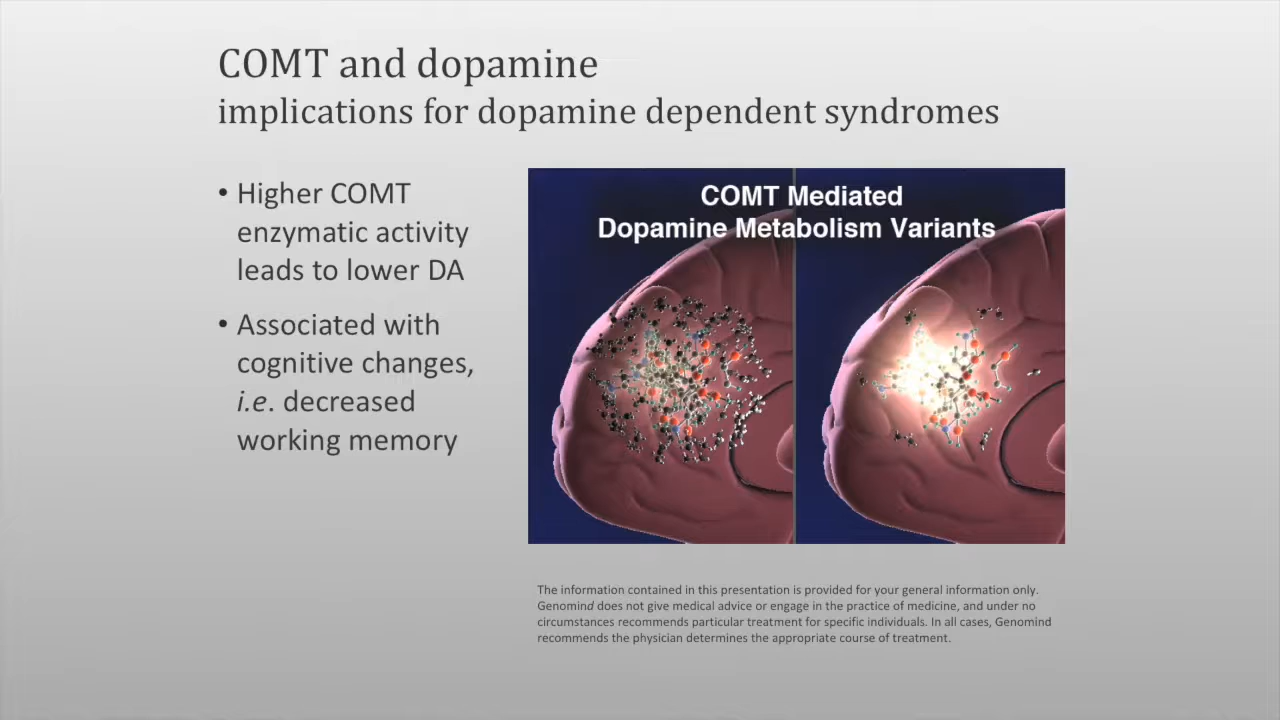 COMT and dopamine
implications for dopamine dependent syndromes
• Higher COMT
enzymatic activity
leads to lower DA
• Associated with
cognitive changes,
i.e. decreased
working memory
COMT Mediated
Dopamine Metabolism Variants
The information contained in this presentation is provided for your general information only.
Genomind does not give medical advice or engage in the practice of medicine, and under no
circumstances recommends particular treatment for specific individuals. In all cases, Genomind
recommends the physician determines the appropriate course of treatment.